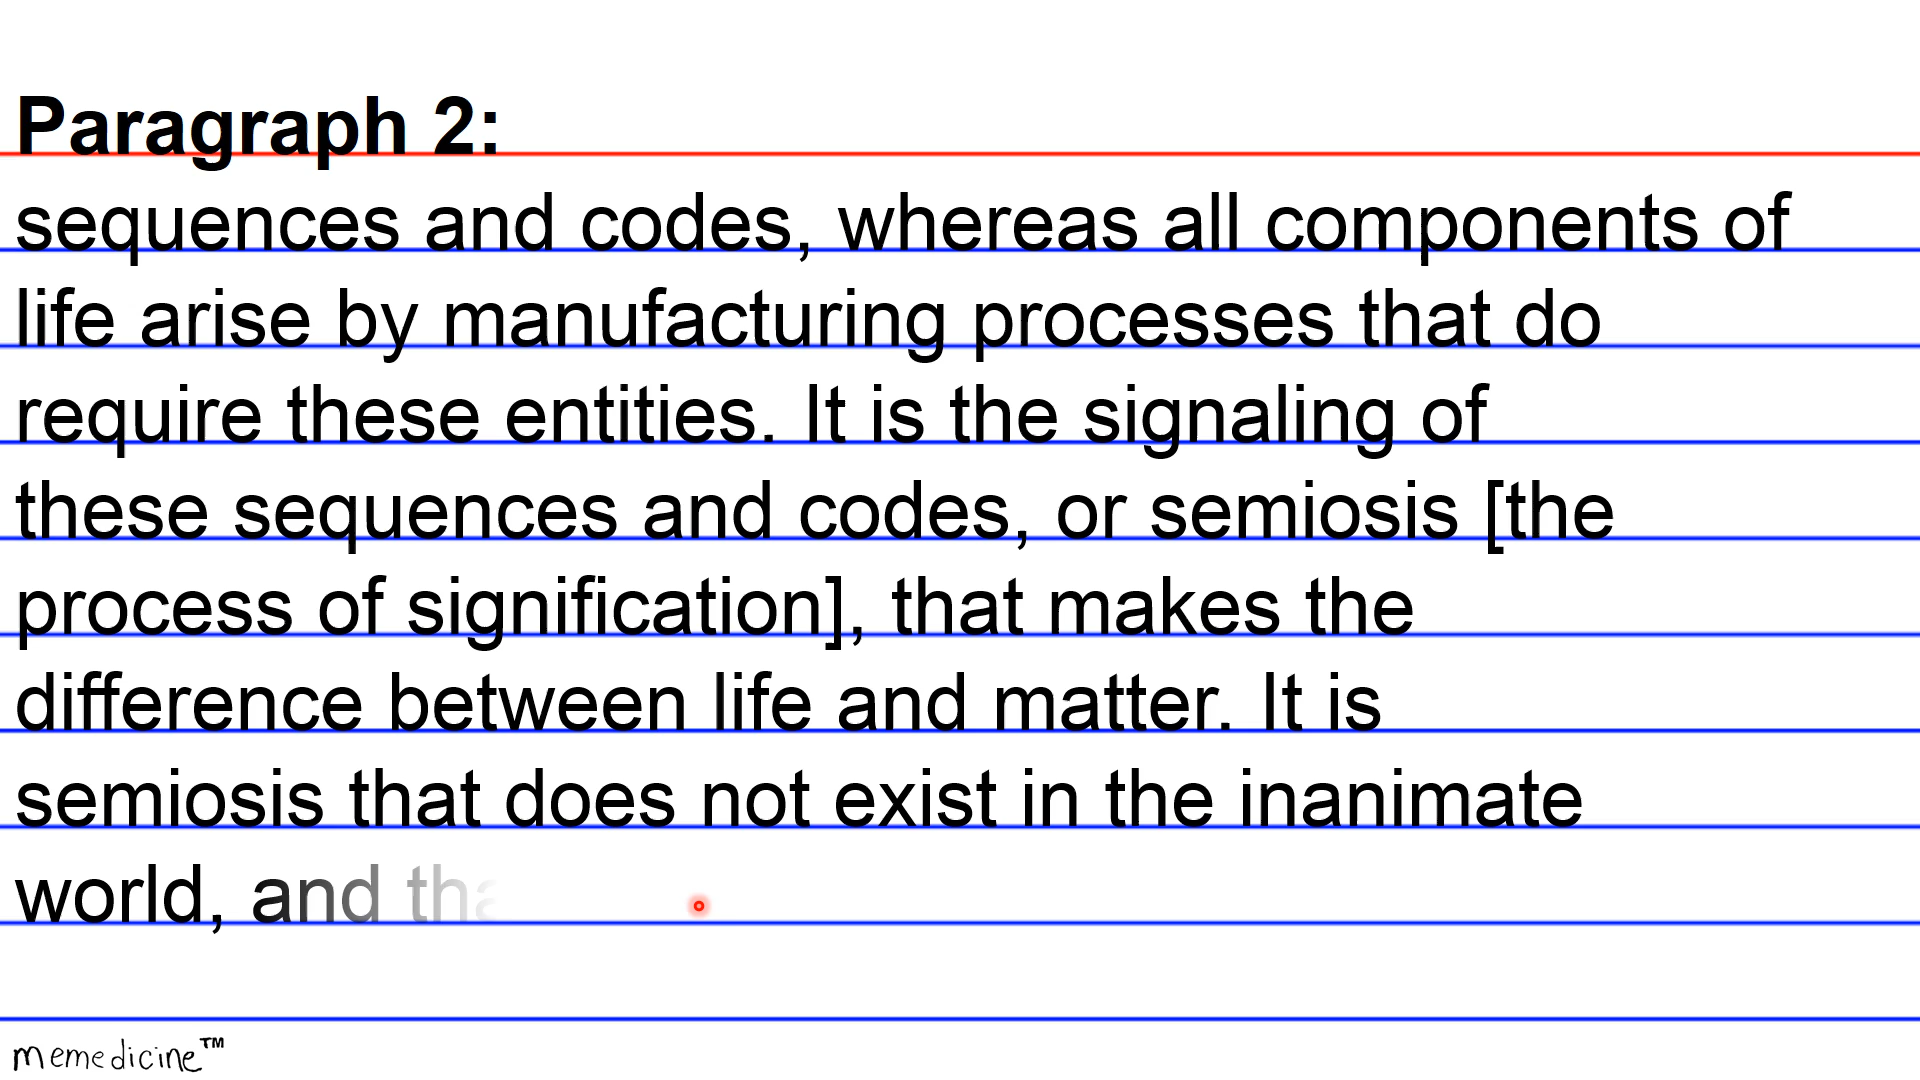 Paragraph 2:
sequences and codes, whereas all components of
life arise by manufacturing processes that do
require these entities. It is the signaling of
these sequences and codes, or semiosis [the
process of signification], that makes the
difference between life and matter. It is
semiosis that does not exist in the inanimate
world, and tha
memedicine™